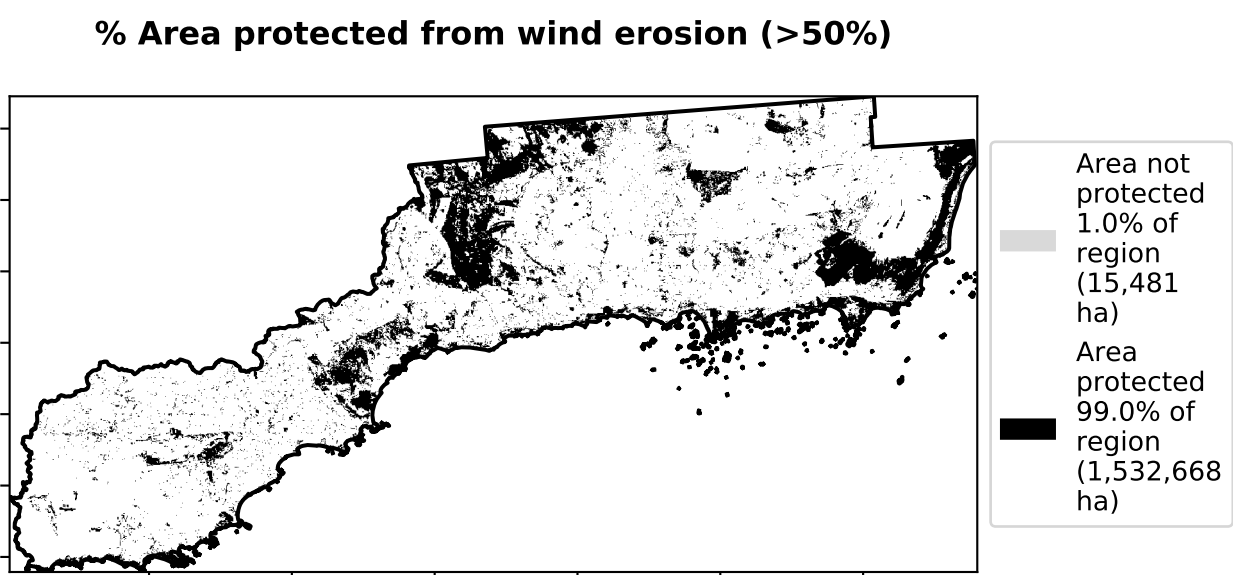 % Area protected from wind erosion (>50%)
Area not
protected
1.0% of
region
(15,481
ha)
Area
protected
99.0% of
region
(1,532,668
ha)